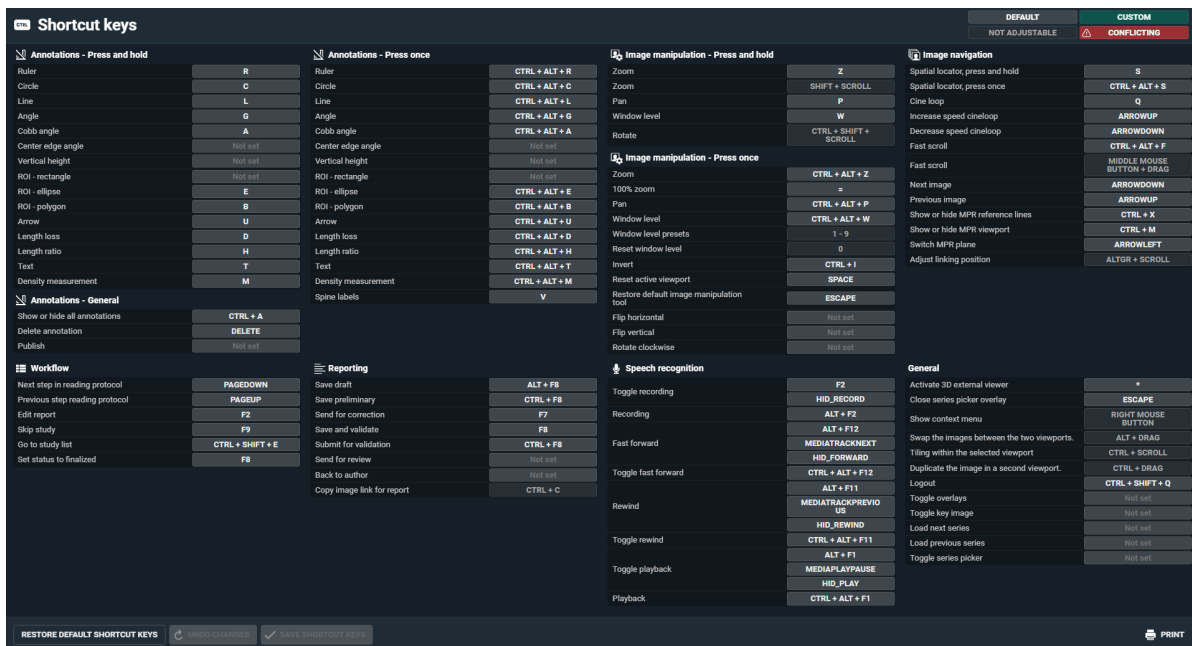 CTRL Shortcut keys
DEFAULT CUSTOM
NOT ADJUSTABLE CONFLICTING
Annotations - Press and hold
Ruler R
Circle C
Line L
Angle G
Cobb angle A
Center edge angle Not set
Vertical height Not set
ROI - rectangle Not set
ROI - ellipse E
ROI - polygon B
Arrow U
Length loss D
Length ratio H
Text T
Density measurement M
Annotations - General
Show or hide all annotations CTRL + A
Delete annotation DELETE
Publish Not set
Annotations - Press once
Ruler CTRL + ALT + R
Circle CTRL + ALT + C
Line CTRL + ALT + L
Angle CTRL + ALT + G
Cobb angle CTRL + ALT + A
Center edge angle Not set
Vertical height Not set
ROI - rectangle Not set
ROI - ellipse CTRL + ALT + E
ROI - polygon CTRL + ALT + B
Arrow CTRL + ALT + U
Length loss CTRL + ALT + D
Length ratio CTRL + ALT + H
Text CTRL + ALT + T
Density measurement CTRL + ALT + M
Spine labels V
Image manipulation - Press and hold
Zoom Z
Zoom SHIFT + SCROLL
Pan P
Window level W
Rotate CTRL + SHIFT +
SCROLL
Image manipulation - Press once
Zoom CTRL + ALT + Z
100% zoom =
Pan CTRL + ALT + P
Window level CTRL + ALT + W
Window level presets 1 - 9
Reset window level 0
Invert CTRL + I
Reset active viewport SPACE
Restore default image manipulation
tool ESCAPE
Flip horizontal Not set
Flip vertical Not set
Rotate clockwise Not set
Image navigation
Spatial locator, press and hold S
Spatial locator, press once CTRL + ALT + S
Cine loop Q
Increase speed cineloop ARROWUP
Decrease speed cineloop ARROWDOWN
Fast scroll CTRL + ALT + F
Fast scroll MIDDLE MOUSE
BUTTON + DRAG
Next image ARROWDOWN
Previous image ARROWUP
Show or hide MPR reference lines CTRL + X
Show or hide MPR viewport CTRL + M
Switch MPR plane ARROWLEFT
Adjust linking position ALTGR + SCROLL
Workflow
Next step in reading protocol PAGEDOWN
Previous step reading protocol PAGEUP
Edit report F2
Skip study F9
Go to study list CTRL + SHIFT + E
Set status to finalized F8
Reporting
Save draft ALT + F8
Save preliminary CTRL + F8
Send for correction F7
Save and validate F8
Submit for validation CTRL + F8
Send for review Not set
Back to author Not set
Copy image link for report CTRL + C
Speech recognition
Toggle recording F2
HID_RECORD
Recording ALT + F2
Fast forward ALT + F12
MEDIATRACKNEXT
HID_FORWARD
Toggle fast forward CTRL + ALT + F12
Rewind ALT + F11
MEDIATRACKPREVIO
US
HID_REWIND
Toggle rewind CTRL + ALT + F11
Toggle playback ALT + F1
MEDIAPLAYPAUSE
HID_PLAY
Playback CTRL + ALT + F1
General
Activate 3D external viewer *
Close series picker overlay ESCAPE
Show context menu RIGHT MOUSE
BUTTON
Swap the images between the two viewports. ALT + DRAG
Tiling within the selected viewport CTRL + SCROLL
Duplicate the image in a second viewport. CTRL + DRAG
Logout CTRL + SHIFT + Q
Toggle overlays Not set
Toggle key image Not set
Load next series Not set
Load previous series Not set
Toggle series picker Not set
RESTORE DEFAULT SHORTCUT KEYS UNDO CHANGES SAVE SHORTCUT KEYS PRINT